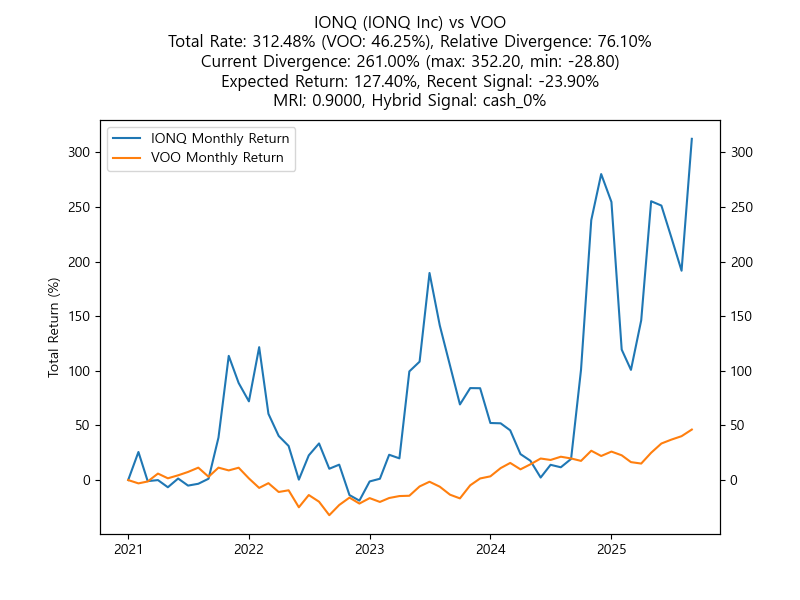 IONQ (IONQ Inc) vs VOO
Total Rate: 312.48% (VOO: 46.25%), Relative Divergence: 76.10%
Current Divergence: 261.00% (max: 352.20, min: -28.80)
Expected Return: 127.40%, Recent Signal: -23.90%
MRI: 0.9000, Hybrid Signal: cash_0%
IONQ Monthly Return
VOO Monthly Return
Total Return (%)
300
250
200
150
100
50
0
300
250
200
150
100
50
0
2021
2022
2023
2024
2025